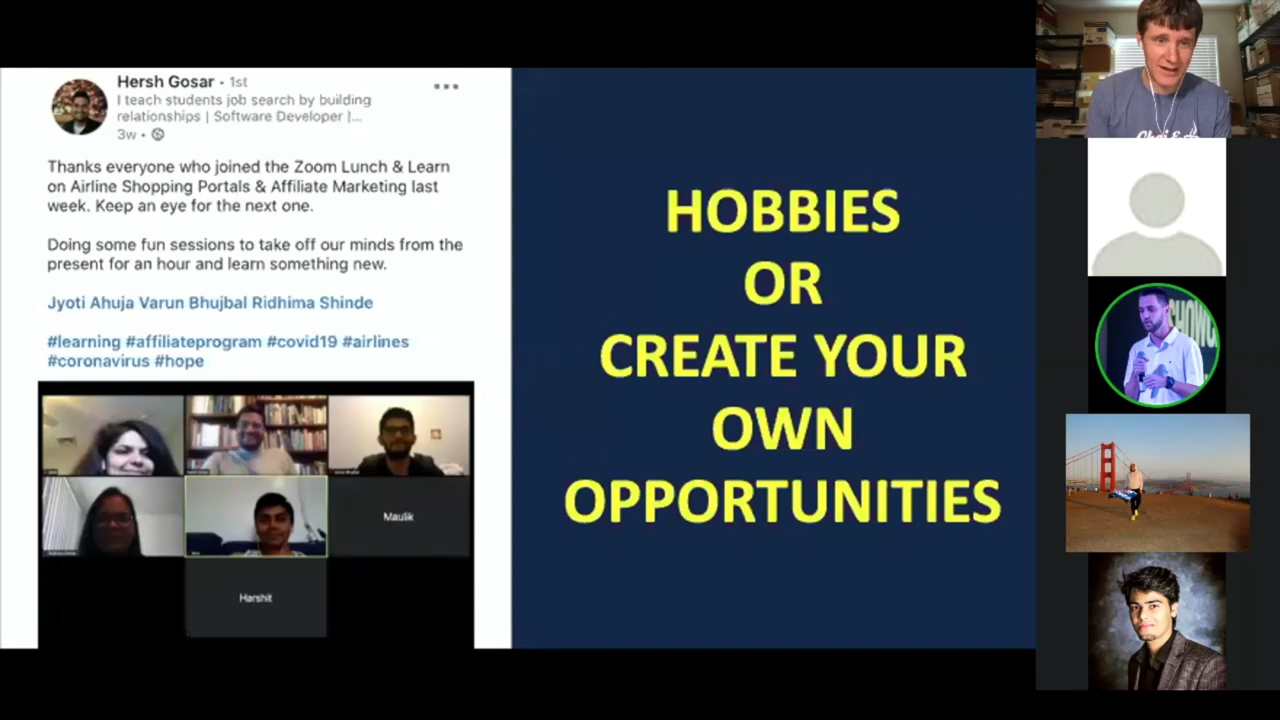 Hersh Gosar • 1st
I teach students job search by building
relationships | Software Developer |...
3w •
Thanks everyone who joined the Zoom Lunch & Learn
on Airline Shopping Portals & Affiliate Marketing last
week. Keep an eye for the next one.
Doing some fun sessions to take off our minds from the
present for an hour and learn something new.
Jyoti Ahuja Varun Bhujbal Ridhima Shinde
#learning #affiliateprogram #covid19 #airlines
#coronavirus #hope
Maulik
Harshit
HOBBIES
OR
CREATE YOUR
OWN
OPPORTUNITIES